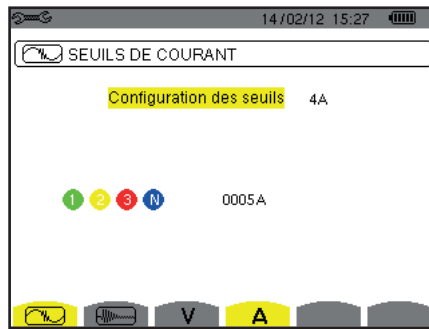 14/02/12 15:27
SEUILS DE COURANT
Configuration des seuils 4A
1 2 3 N 0005A
V A